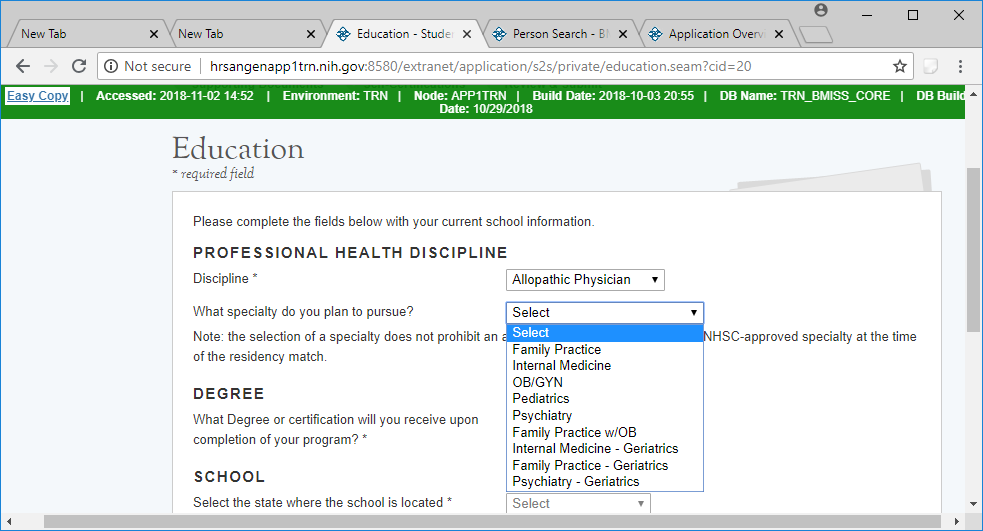 New Tab
New Tab
Education - Stude
Person Search - BM
Application Overv
Not secure | hrsangenapp1trn.nih.gov:8580/extranet/application/s2s/private/education.seam?cid=20
Easy Copy | Accessed: 2018-11-02 14:52 | Environment: TRN | Node: APP1TRN | Build Date: 2018-10-03 20:55 | DB Name: TRN_BMISS_CORE | DB Build
Date: 10/29/2018
Education
* required field
Please complete the fields below with your current school information.
PROFESSIONAL HEALTH DISCIPLINE
Discipline * Allopathic Physician
What specialty do you plan to pursue? Select
Select
Note: the selection of a specialty does not prohibit an a NHSC-approved specialty at the time
of the residency match.
Family Practice
Internal Medicine
OB/GYN
Pediatrics
Psychiatry
Family Practice w/OB
Internal Medicine - Geriatrics
Family Practice - Geriatrics
Psychiatry - Geriatrics
DEGREE
What Degree or certification will you receive upon
completion of your program? *
SCHOOL
Select the state where the school is located * Select